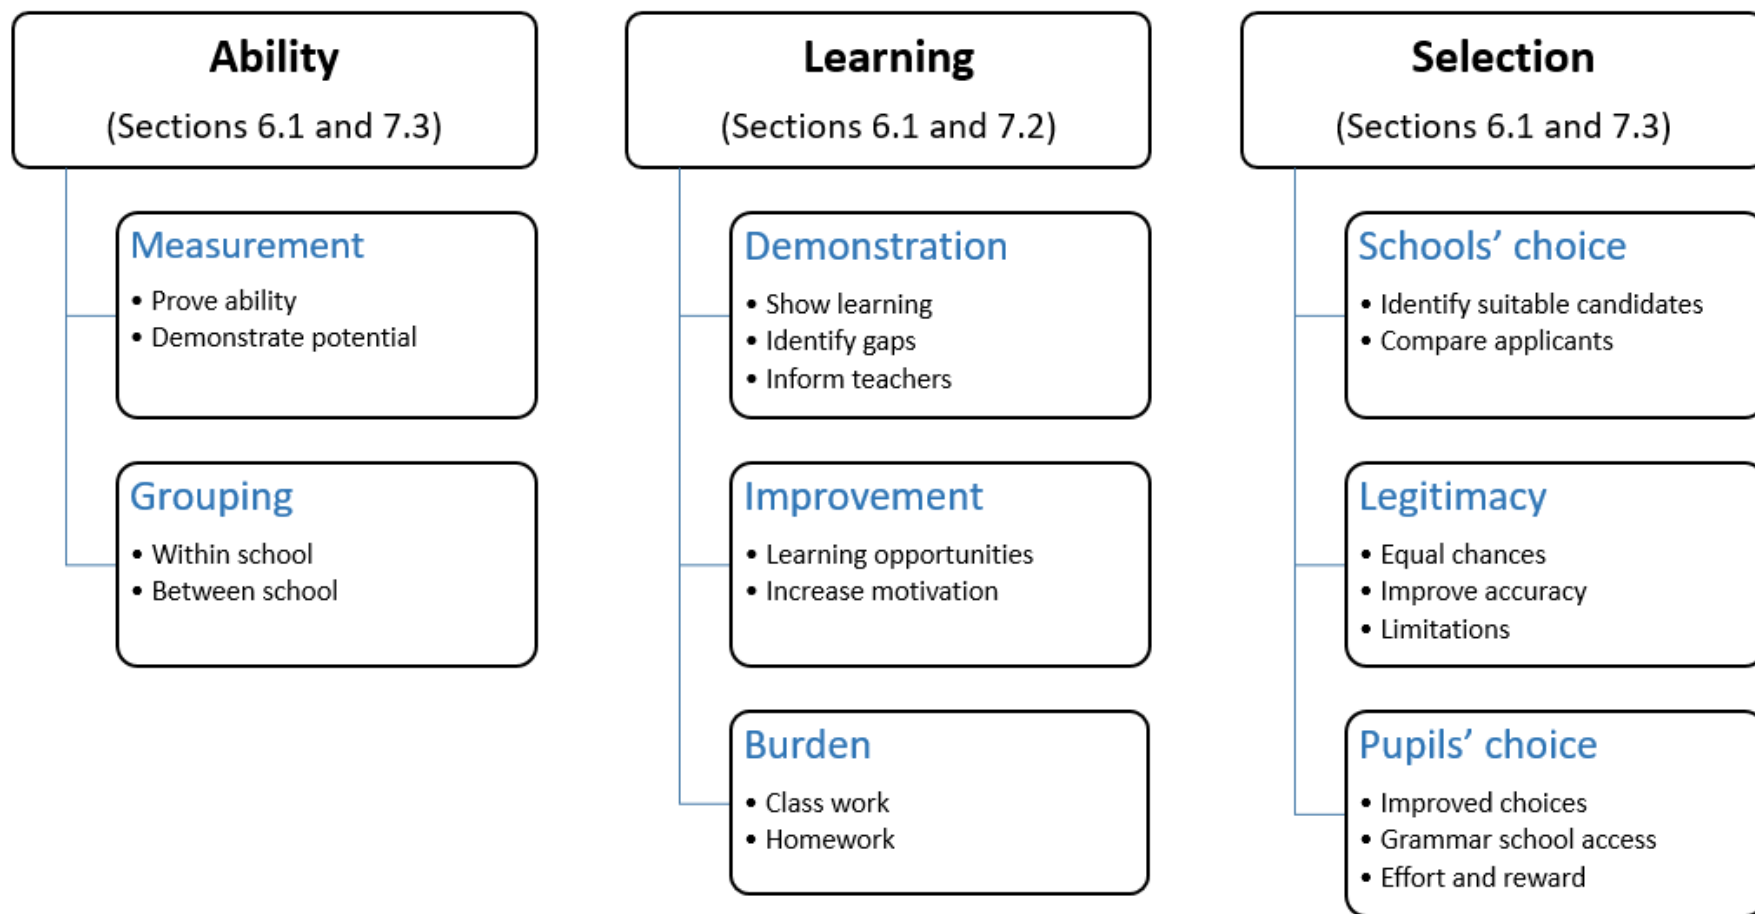 Ability
(Sections 6.1 and 7.3)
Measurement
• Prove ability
• Demonstrate potential
Grouping
• Within school
• Between school
Learning
(Sections 6.1 and 7.2)
Demonstration
• Show learning
• Identify gaps
• Inform teachers
Improvement
• Learning opportunities
• Increase motivation
Burden
• Class work
• Homework
Selection
(Sections 6.1 and 7.3)
Schools’ choice
• Identify suitable candidates
• Compare applicants
Legitimacy
• Equal chances
• Improve accuracy
• Limitations
Pupils’ choice
• Improved choices
• Grammar school access
• Effort and reward